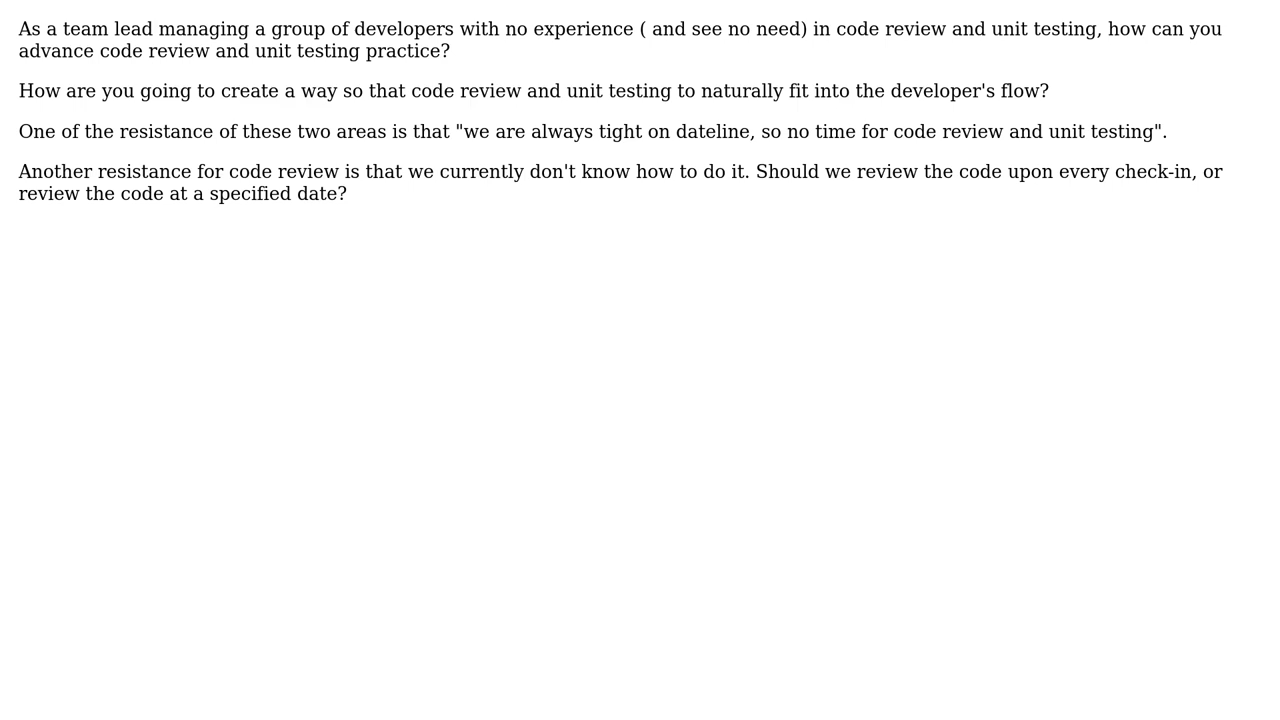 As a team lead managing a group of developers with no experience ( and see no need) in code review and unit testing, how can you
advance code review and unit testing practice?
How are you going to create a way so that code review and unit testing to naturally fit into the developer's flow?
One of the resistance of these two areas is that "we are always tight on dateline, so no time for code review and unit testing".
Another resistance for code review is that we currently don't know how to do it. Should we review the code upon every check-in, or
review the code at a specified date?